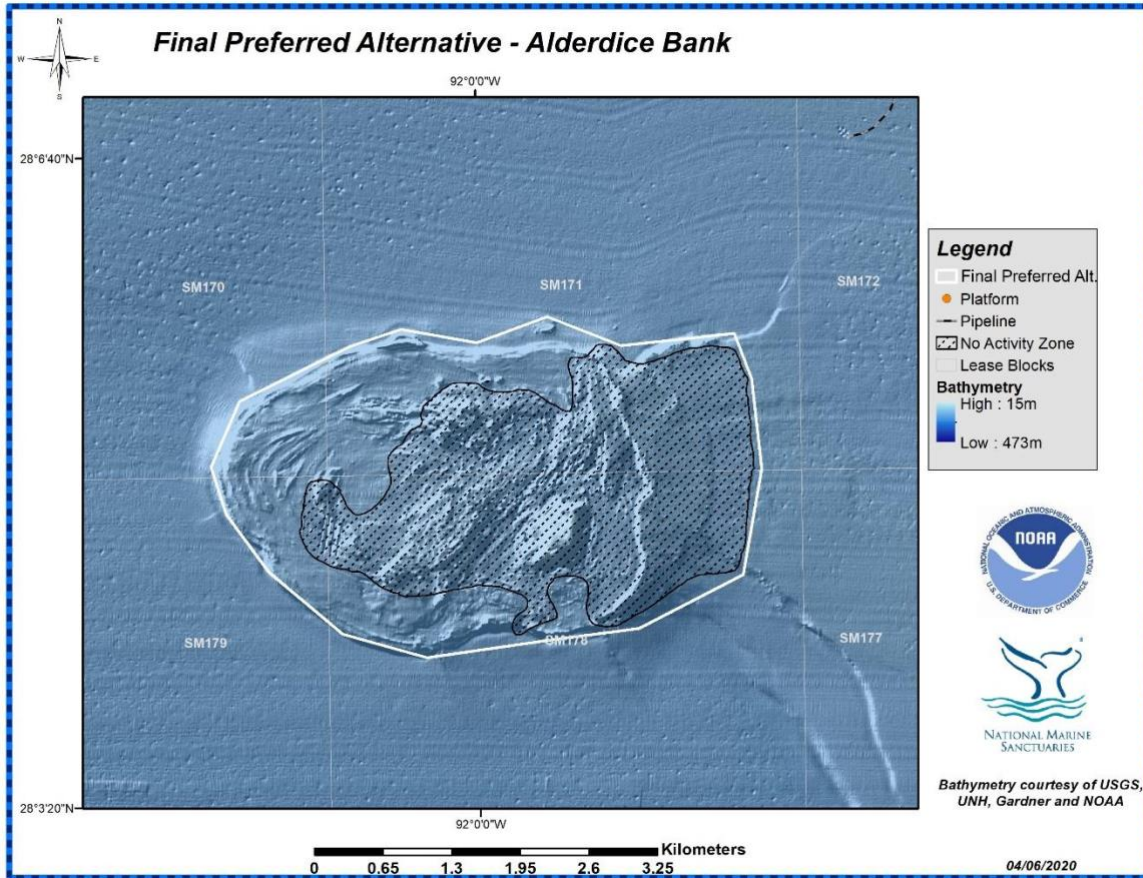 N
W E
S
Final Preferred Alternative - Alderdice Bank
92°0'0"W
28°6'40"N
SM170
SM171
SM172
Legend
Final Preferred Alt.
Platform
Pipeline
No Activity Zone
Lease Blocks
Bathymetry
High : 15m
Low : 473m
NATIONAL OCEANIC AND ATMOSPHERIC ADMINISTRATION
NOAA
U.S. DEPARTMENT OF COMMERCE
SM179
SM178
SM177
NATIONAL MARINE
SANCTUARIES
28°3'20"N
92°0'0"W
Bathymetry courtesy of USGS,
UNH, Gardner and NOAA
Kilometers
0 0.65 1.3 1.95 2.6 3.25
04/06/2020